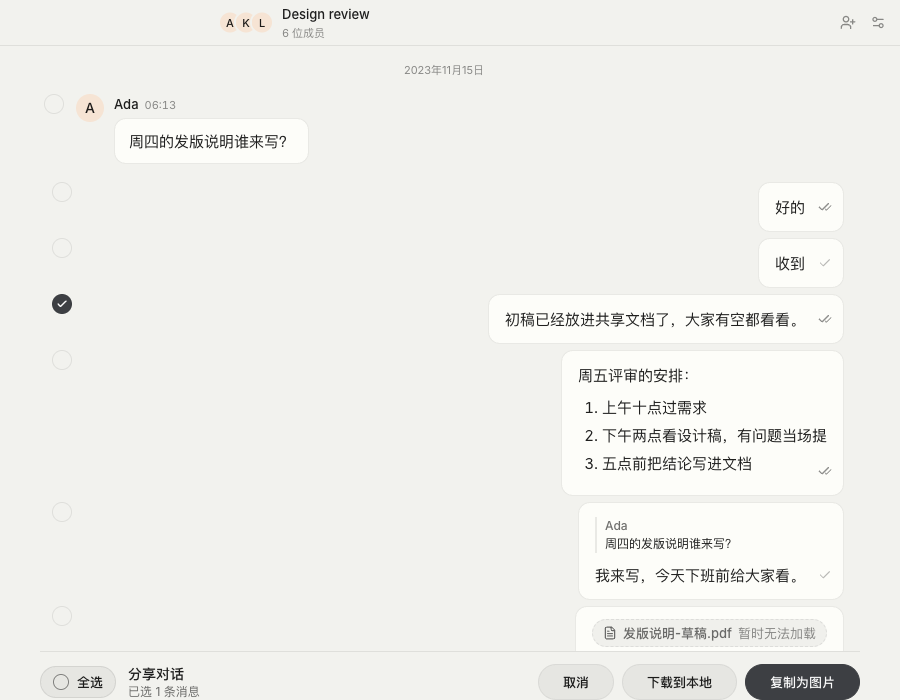 A K L
Design review
6 位成员
2023年11月15日
A
Ada 06:13
周四的发版说明谁来写?
好的
收到
初稿已经放进共享文档了，大家有空都看看。
周五评审的安排：
1. 上午十点过需求
2. 下午两点看设计稿，有问题当场提
3. 五点前把结论写进文档
Ada
周四的发版说明谁来写?
我来写，今天下班前给大家看。
发版说明-草稿.pdf 暂时无法加载
全选
分享对话
已选 1 条消息
取消
下载到本地
复制为图片